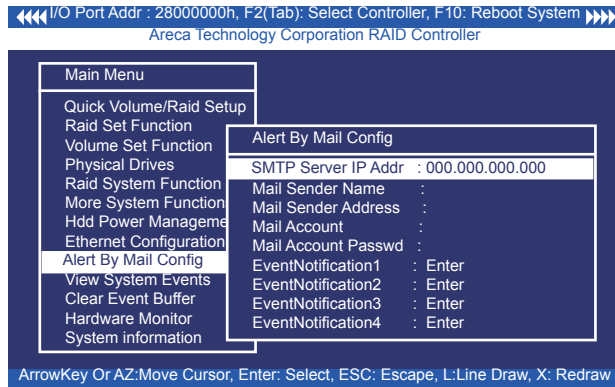 I/O Port Addr : 28000000h, F2(Tab): Select Controller, F10: Reboot System
Areca Technology Corporation RAID Controller
Main Menu
Quick Volume/Raid Setup
Raid Set Function
Volume Set Function
Physical Drives
Raid System Function
More System Function
Hdd Power Manageme
Ethernet Configuration
Alert By Mail Config
View System Events
Clear Event Buffer
Hardware Monitor
System information
Alert By Mail Config
SMTP Server IP Addr : 000.000.000.000
Mail Sender Name :
Mail Sender Address :
Mail Account :
Mail Account Passwd :
EventNotification1 : Enter
EventNotification2 : Enter
EventNotification3 : Enter
EventNotification4 : Enter
ArrowKey Or AZ:Move Cursor, Enter: Select, ESC: Escape, L:Line Draw, X: Redraw